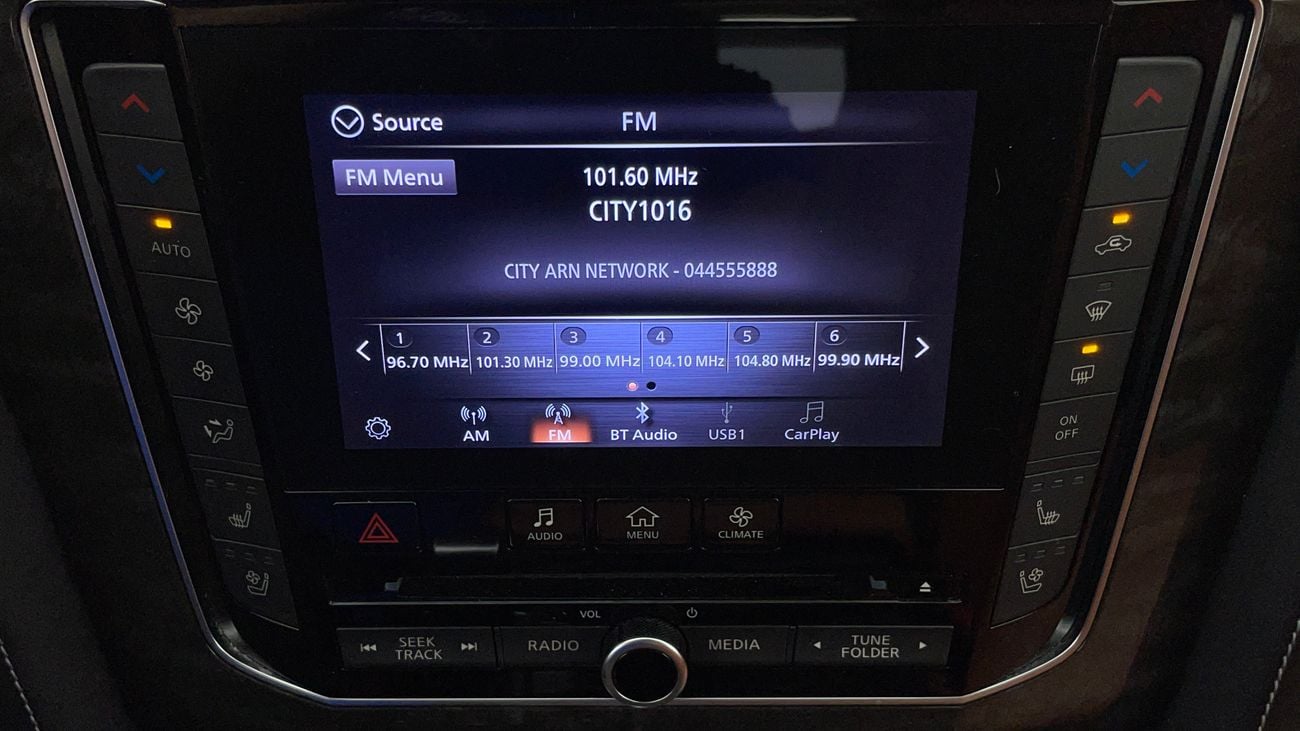 Source
FM
FM Menu
101.60 MHz
CITY1016
CITY ARN NETWORK - 044555888
1 2 3 4 5 6
96.70 MHz 101.30 MHz 99.00 MHz 104.10 MHz 104.80 MHz 99.90 MHz
AM FM BT Audio USB1 CarPlay
AUTO
ON
OFF
AUDIO MENU CLIMATE
VOL
SEEK
TRACK
RADIO
MEDIA
TUNE
FOLDER